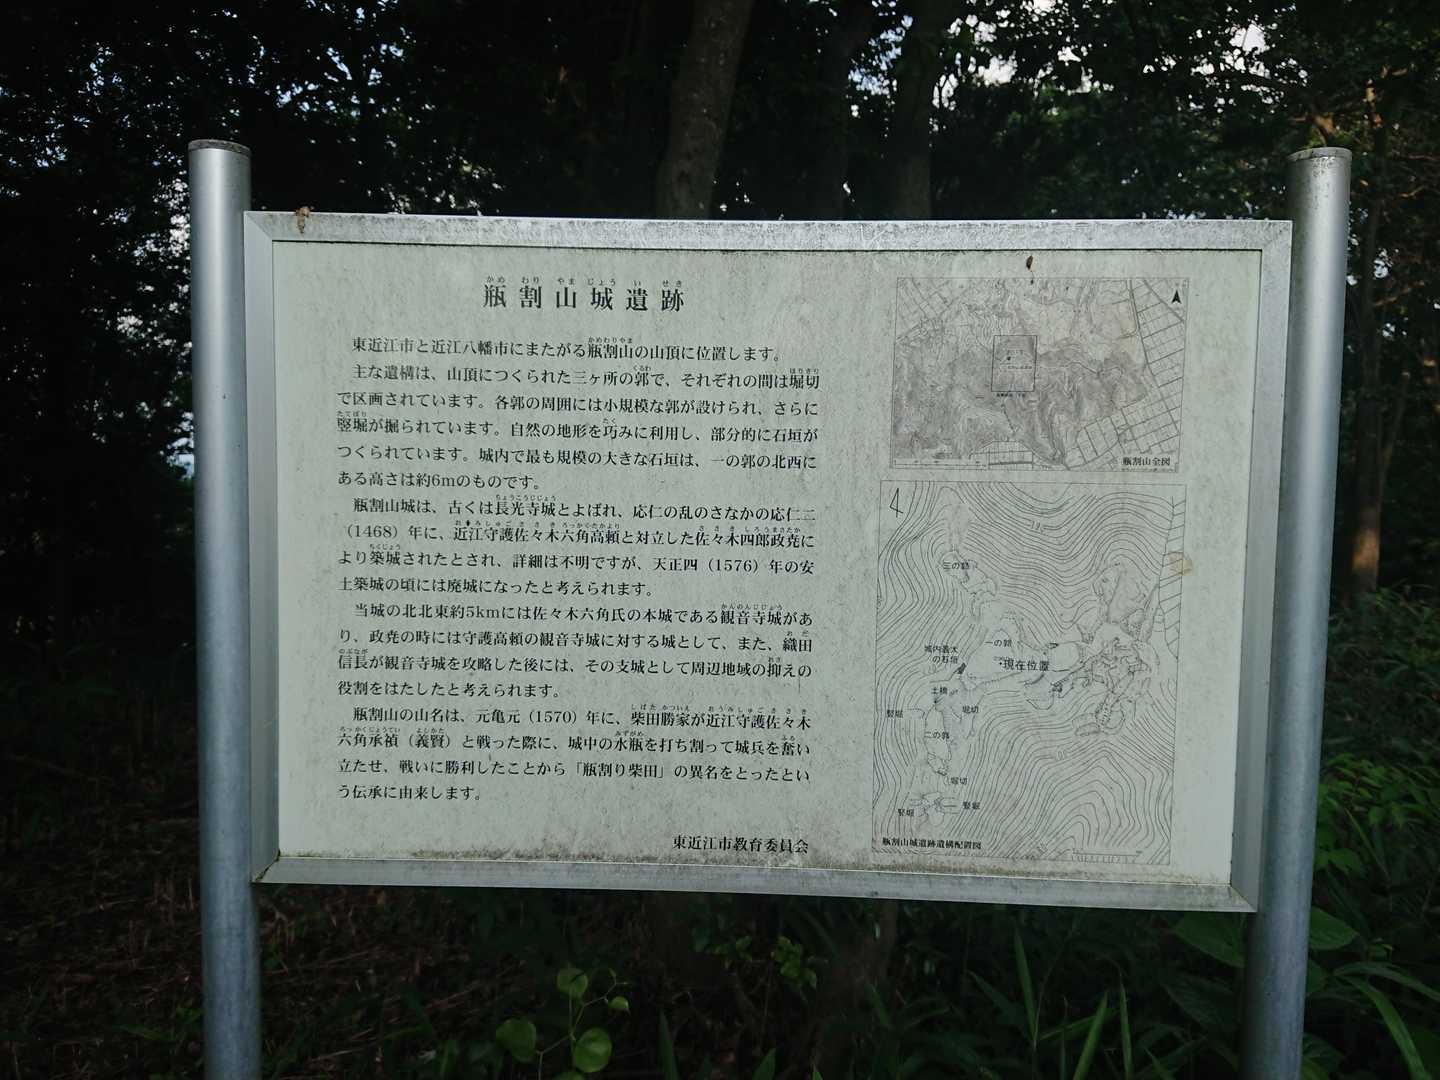 瓶割山城遺跡
東近江市と近江八幡市にまたがる瓶割山の山頂に位置します。
主な遺構は、山頂につくられた三ヶ所の郭で、それぞれの間は堀切
で区画されています。各郭の周囲には小規模な郭が設けられ、さらに
竪堀が掘られています。自然の地形を巧みに利用し、部分的に石垣が
つくられています。城内で最も規模の大きな石垣は、一の郭の北西に
ある高さは約6mのものです。
瓶割山城は、古くは長光寺城とよばれ、応仁の乱のさなかの応仁二
（1468）年に、近江守護佐々木六角高頼と対立した佐々木四郎政堯に
より築城されたとされ、詳細は不明ですが、天正四（1576）年の安
土築城の頃には廃城になったと考えられます。
当城の北北東約5kmには佐々木六角氏の本城である観音寺城があ
り、政堯の時には守護高頼の観音寺城に対する城として、また、織田
信長が観音寺城を攻略した後には、その支城として周辺地域の抑えの
役割をはたしたと考えられます。
瓶割山の山名は、元亀元（1570）年に、柴田勝家が近江守護佐々木
六角承禎（義賢）と戦った際に、城中の水瓶を打ち割って城兵を奮い
立たせ、戦いに勝利したことから「瓶割り柴田」の異名をとったとい
う伝承に由来します。
東近江市教育委員会
瓶割山全図
三の郭
一の郭
城内最大
の石垣
現在位置
土橋
竪堀
堀切
二の郭
堀切
竪堀
竪堀
瓶割山城遺跡遺構配置図